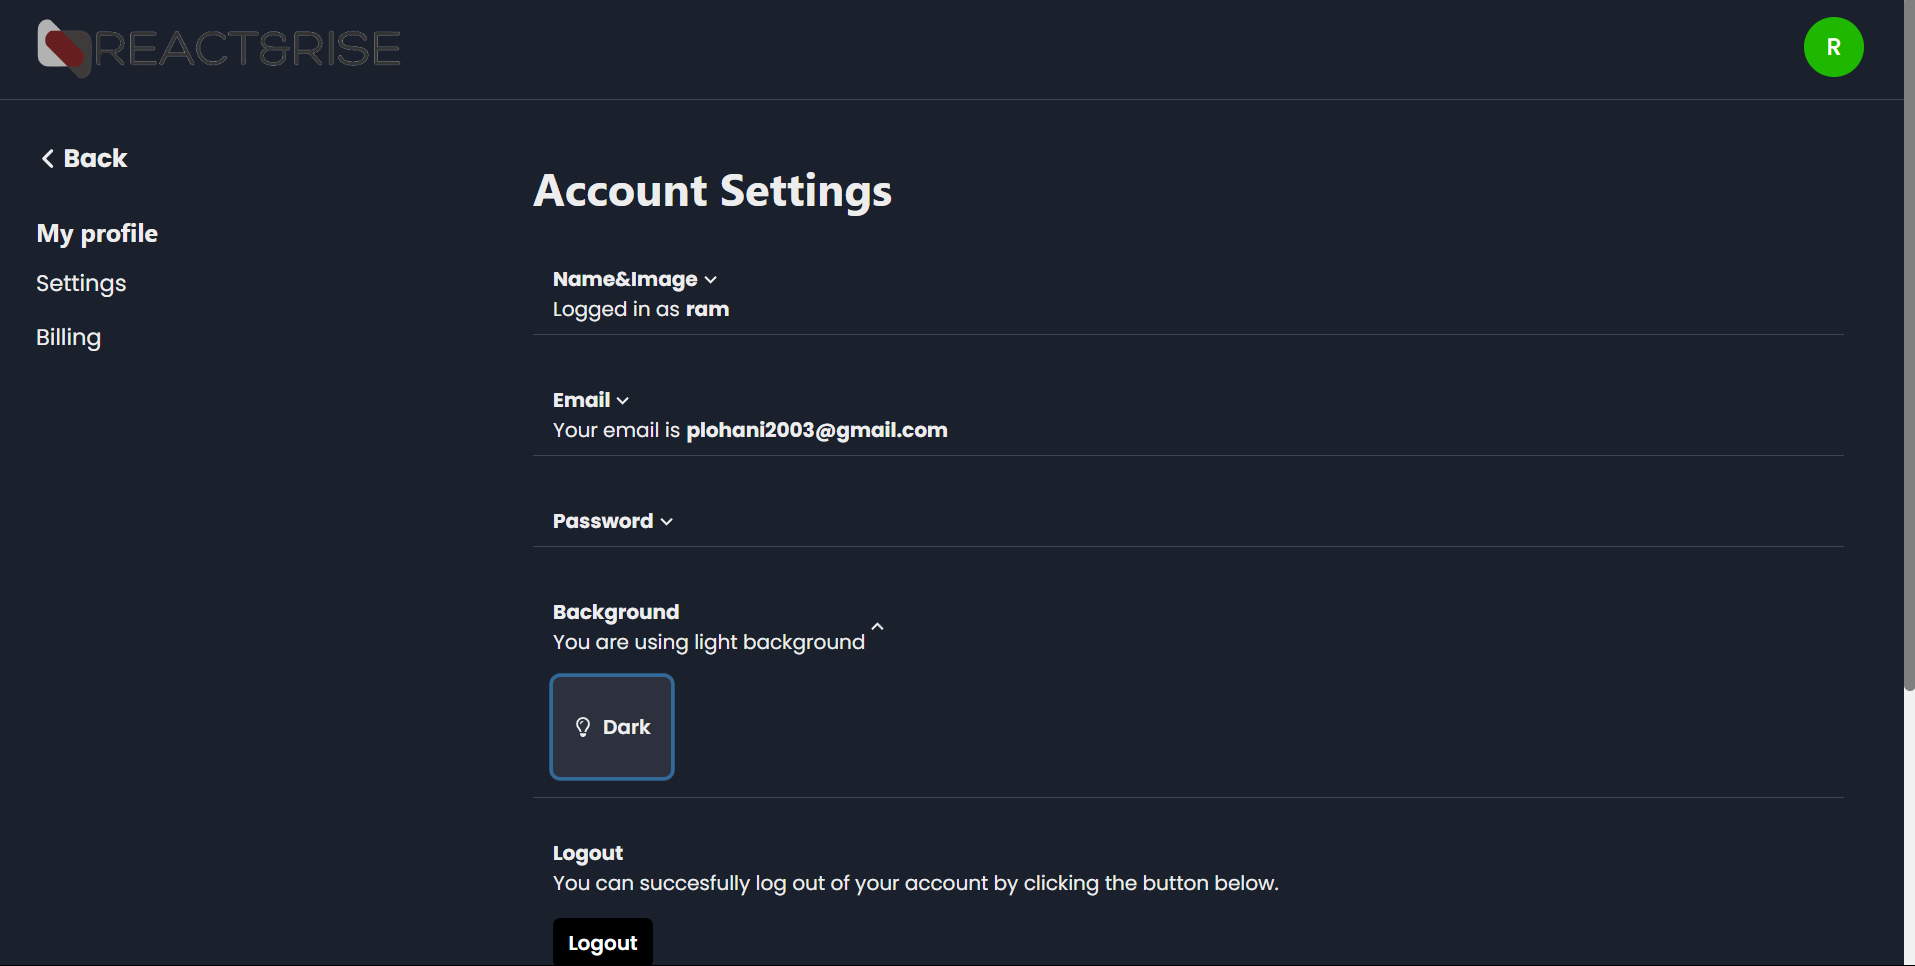 REACT&RISE
R
Back
My profile
Settings
Billing
Account Settings
Name&Image
Logged in as ram
Email
Your email is plohani2003@gmail.com
Password
Background
You are using light background
Dark
Logout
You can succesfully log out of your account by clicking the button below.
Logout